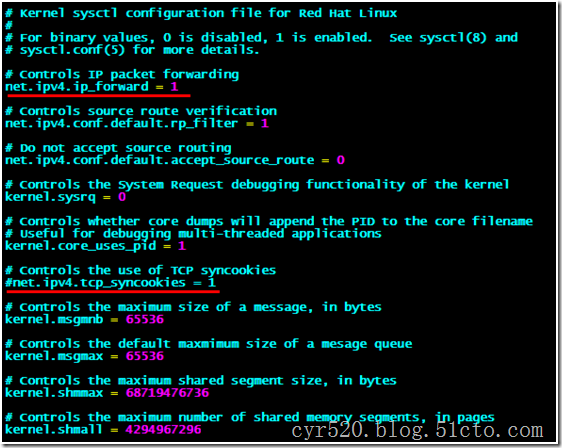 # Kernel sysctl configuration file for Red Hat Linux
#
# For binary values, 0 is disabled, 1 is enabled.  See sysctl(8) and
# sysctl.conf(5) for more details.
# Controls IP packet forwarding
net.ipv4.ip_forward = 1
# Controls source route verification
net.ipv4.conf.default.rp_filter = 1
# Do not accept source routing
net.ipv4.conf.default.accept_source_route = 0
# Controls the System Request debugging functionality of the kernel
kernel.sysrq = 0
# Controls whether core dumps will append the PID to the core filename
# Useful for debugging multi-threaded applications
kernel.core_uses_pid = 1
# Controls the use of TCP syncookies
#net.ipv4.tcp_syncookies = 1
# Controls the maximum size of a message, in bytes
kernel.msgmnb = 65536
# Controls the default maxmimum size of a mesage queue
kernel.msgmax = 65536
# Controls the maximum shared segment size, in bytes
kernel.shmmax = 68719476736
# Controls the maximum number of shared memory segments, in pages
kernel.shmall = 4294967296
cyr520.blog.51cto.com